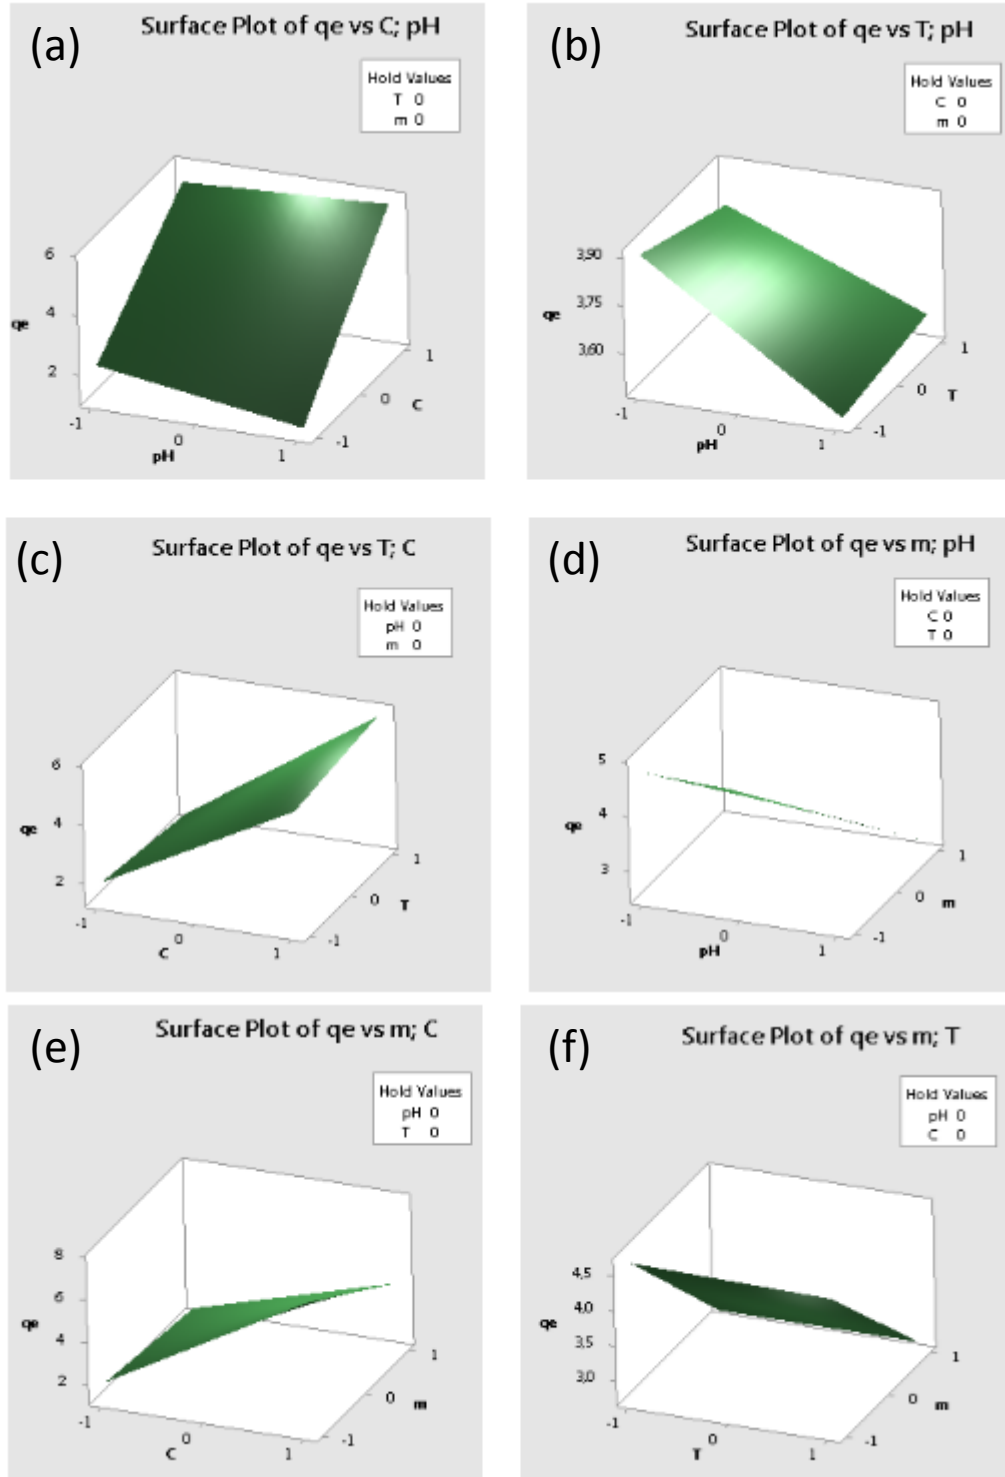 (a)
Surface Plot of qe vs C; pH
Hold Values
T 0
m 0
6
4
2
qe
-1
0
1
pH
-1
0
1
C
(b)
Surface Plot of qe vs T; pH
Hold Values
C 0
m 0
3,90
3,75
3,60
qe
-1
0
1
pH
-1
0
1
T
(c)
Surface Plot of qe vs T; C
Hold Values
pH 0
m 0
6
4
2
qe
-1
0
1
C
-1
0
1
T
(d)
Surface Plot of qe vs m; pH
Hold Values
C 0
T 0
5
4
3
qe
-1
0
1
pH
-1
0
1
m
(e)
Surface Plot of qe vs m; C
Hold Values
pH 0
T 0
8
6
4
2
qe
-1
0
1
C
-1
0
1
m
(f)
Surface Plot of qe vs m; T
Hold Values
pH 0
C 0
4,5
4,0
3,5
3,0
qe
-1
0
1
T
-1
0
1
m